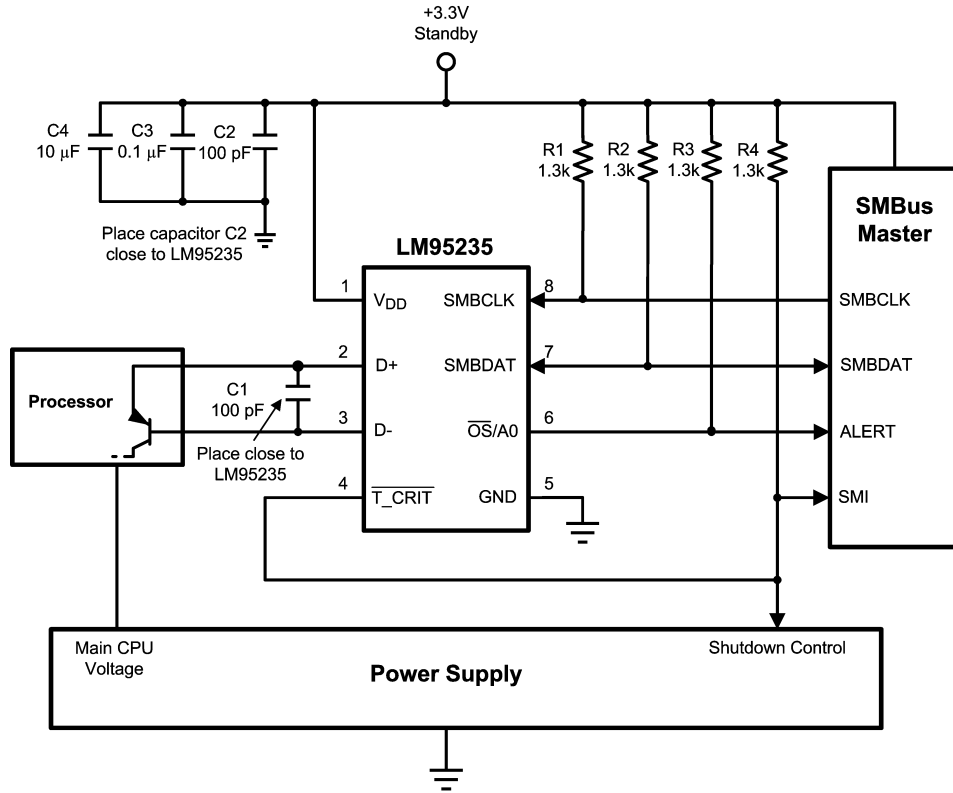 +3.3V
Standby
C4
10 µF
C3
0.1 µF
C2
100 pF
R1
1.3k
R2
1.3k
R3
1.3k
R4
1.3k
Place capacitor C2
close to LM95235
LM95235
SMBus
Master
1
VDD
SMBCLK
8
SMBCLK
2
D+
SMBDAT
7
SMBDAT
Processor
C1
100 pF
3
D-
OS/A0
6
ALERT
Place close to
LM95235
4
T_CRIT
GND
5
SMI
Main CPU
Voltage
Power Supply
Shutdown Control